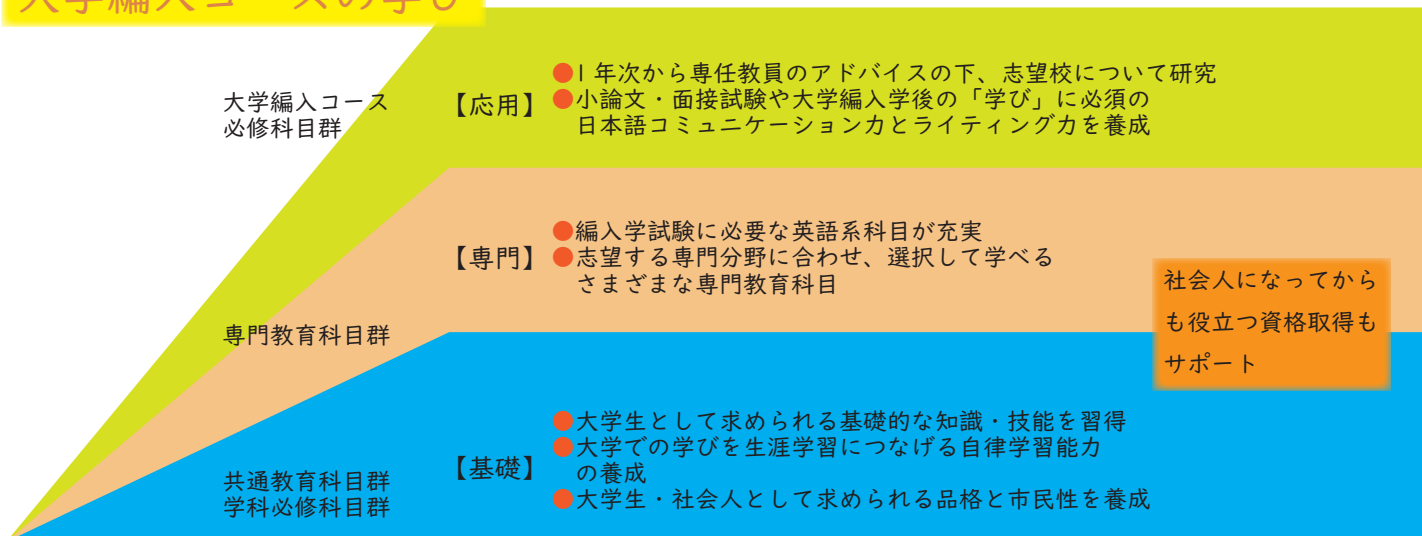 大学編入コースの学び
大学編入コース
必修科目群
【応用】
●1年次から専任教員のアドバイスの下、志望校について研究
●小論文・面接試験や大学編入学後の「学び」に必須の
日本語コミュニケーション力とライティング力を養成
専門教育科目群
【専門】
●編入学試験に必要な英語系科目が充実
●志望する専門分野に合わせ、選択して学べる
さまざまな専門教育科目
社会人になってから
も役立つ資格取得も
サポート
共通教育科目群
学科必修科目群
【基礎】
●大学生として求められる基礎的な知識・技能を習得
●大学での学びを生涯学習につなげる自律学習能力
の養成
●大学生・社会人として求められる品格と市民性を養成